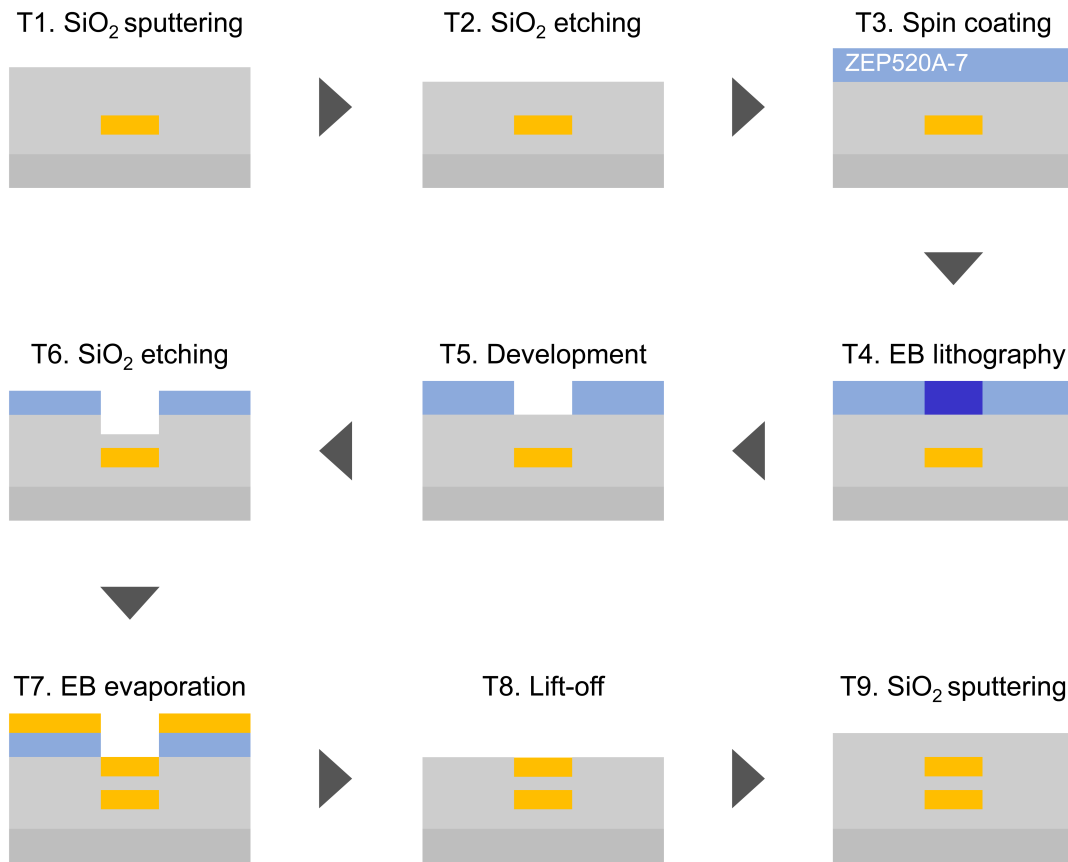 T1. SiO₂ sputtering
T2. SiO₂ etching
T3. Spin coating
ZEP520A-7
T6. SiO₂ etching
T5. Development
T4. EB lithography
T7. EB evaporation
T8. Lift-off
T9. SiO₂ sputtering